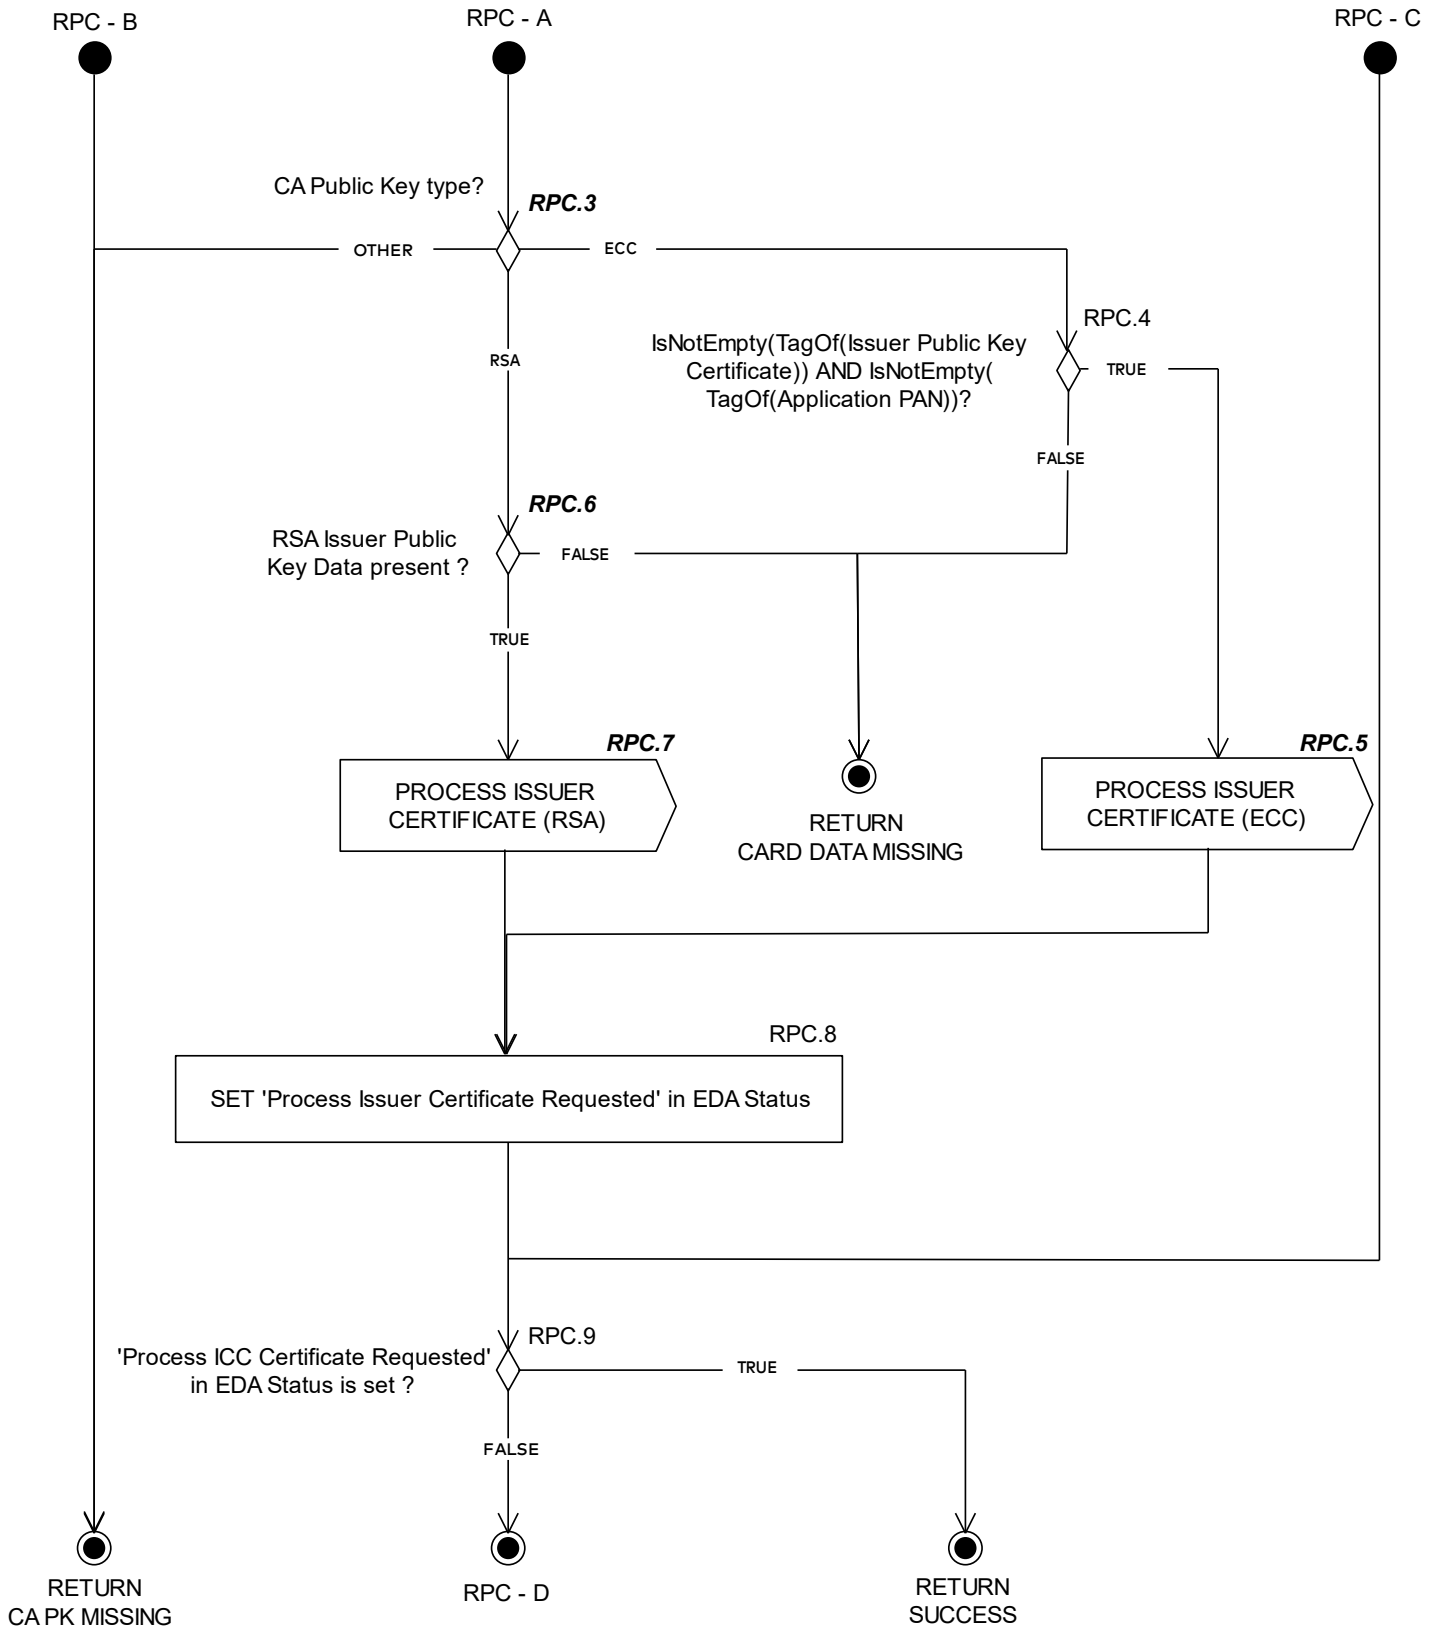 RPC - B
RPC - A
RPC - C
CA Public Key type?
RPC.3
OTHER
ECC
RPC.4
IsNotEmpty(TagOf(Issuer Public Key
Certificate)) AND IsNotEmpty(
TagOf(Application PAN))?
TRUE
RSA
FALSE
RPC.6
RSA Issuer Public
Key Data present ?
FALSE
TRUE
RPC.7
PROCESS ISSUER
CERTIFICATE (RSA)
RETURN
CARD DATA MISSING
RPC.5
PROCESS ISSUER
CERTIFICATE (ECC)
RPC.8
SET 'Process Issuer Certificate Requested' in EDA Status
RPC.9
'Process ICC Certificate Requested'
in EDA Status is set ?
TRUE
FALSE
RETURN
CA PK MISSING
RPC - D
RETURN
SUCCESS